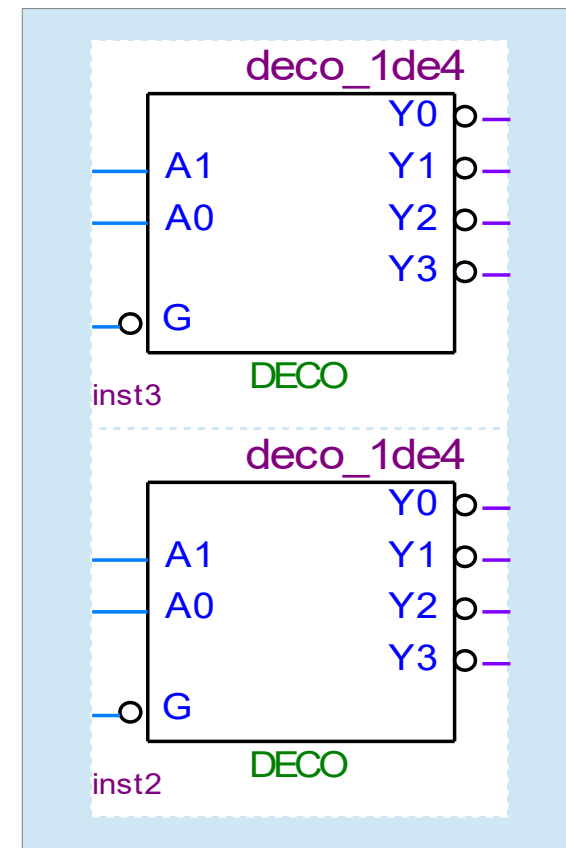 deco_1de4
Y0
A1 Y1
A0 Y2
Y3
G
DECO
inst3
deco_1de4
Y0
A1 Y1
A0 Y2
Y3
G
DECO
inst2